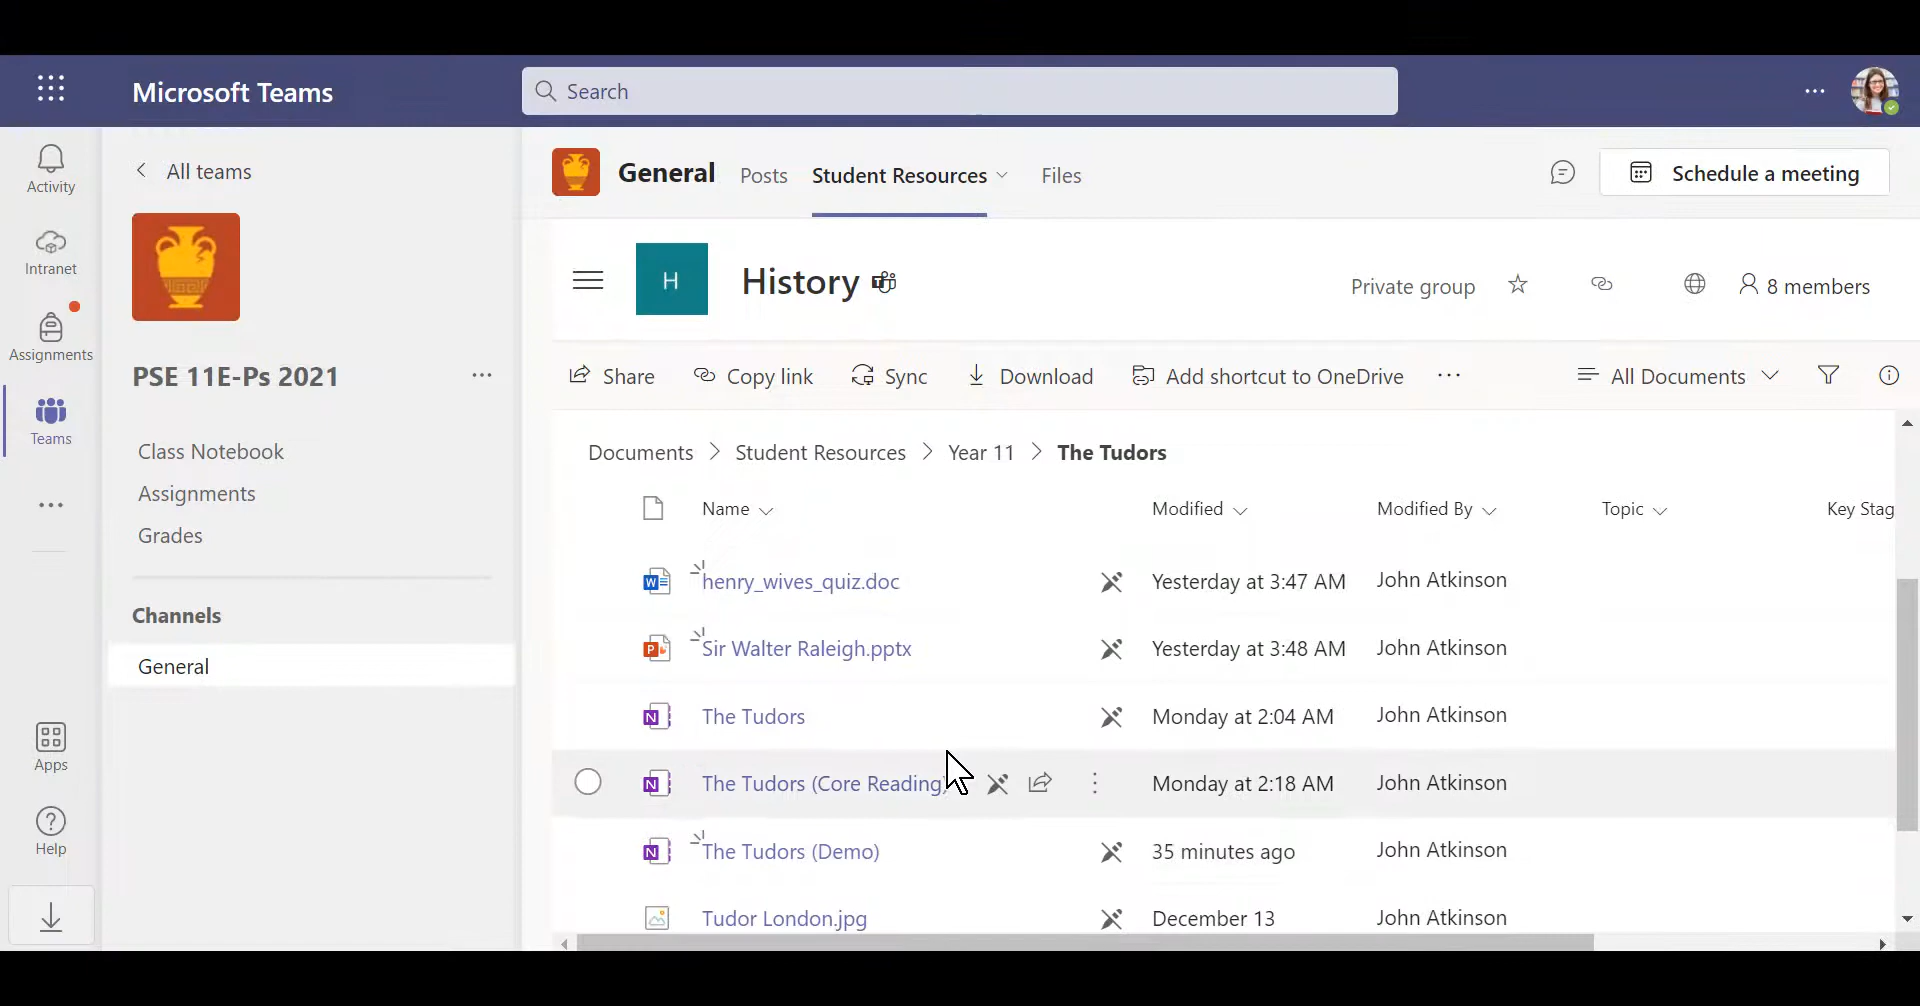 Microsoft Teams
Search
Activity
Intranet
Assignments
Teams
Apps
Help
All teams
PSE 11E-Ps 2021
Class Notebook
Assignments
Grades
Channels
General
General Posts Student Resources Files
Schedule a meeting
H
History
Private group
8 members
Share Copy link Sync Download Add shortcut to OneDrive All Documents
Documents > Student Resources > Year 11 > The Tudors
Name Modified Modified By Topic Key Stag
henry_wives_quiz.doc Yesterday at 3:47 AM John Atkinson
Sir Walter Raleigh.pptx Yesterday at 3:48 AM John Atkinson
The Tudors Monday at 2:04 AM John Atkinson
The Tudors (Core Reading) Monday at 2:18 AM John Atkinson
The Tudors (Demo) 35 minutes ago John Atkinson
Tudor London.jpg December 13 John Atkinson